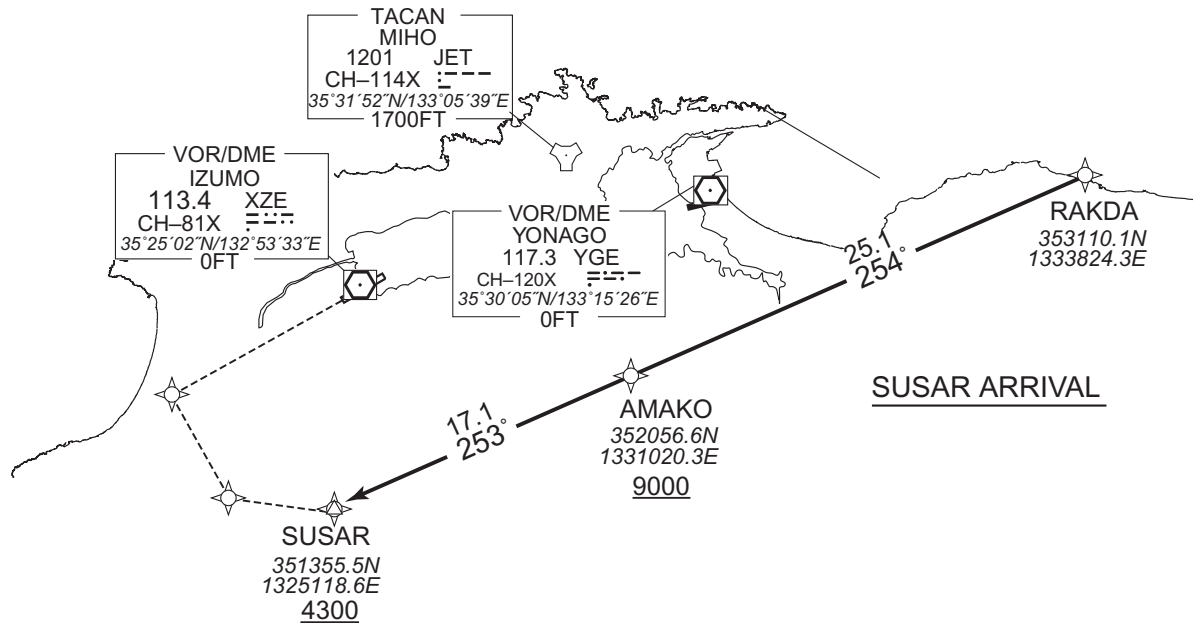 TACAN
MIHO
1201 JET
CH–114X
35°31´52˝N/133°05´39˝E
1700FT
VOR/DME
IZUMO
113.4 XZE
CH–81X
35°25´02˝N/132°53´33˝E
0FT
VOR/DME
YONAGO
117.3 YGE
CH–120X
35°30´05˝N/133°15´26˝E
0FT
RAKDA
353110.1N
1333824.3E
25.1
254°
SUSAR ARRIVAL
AMAKO
352056.6N
1331020.3E
9000
17.1
253°
SUSAR
351355.5N
1325118.6E
4300